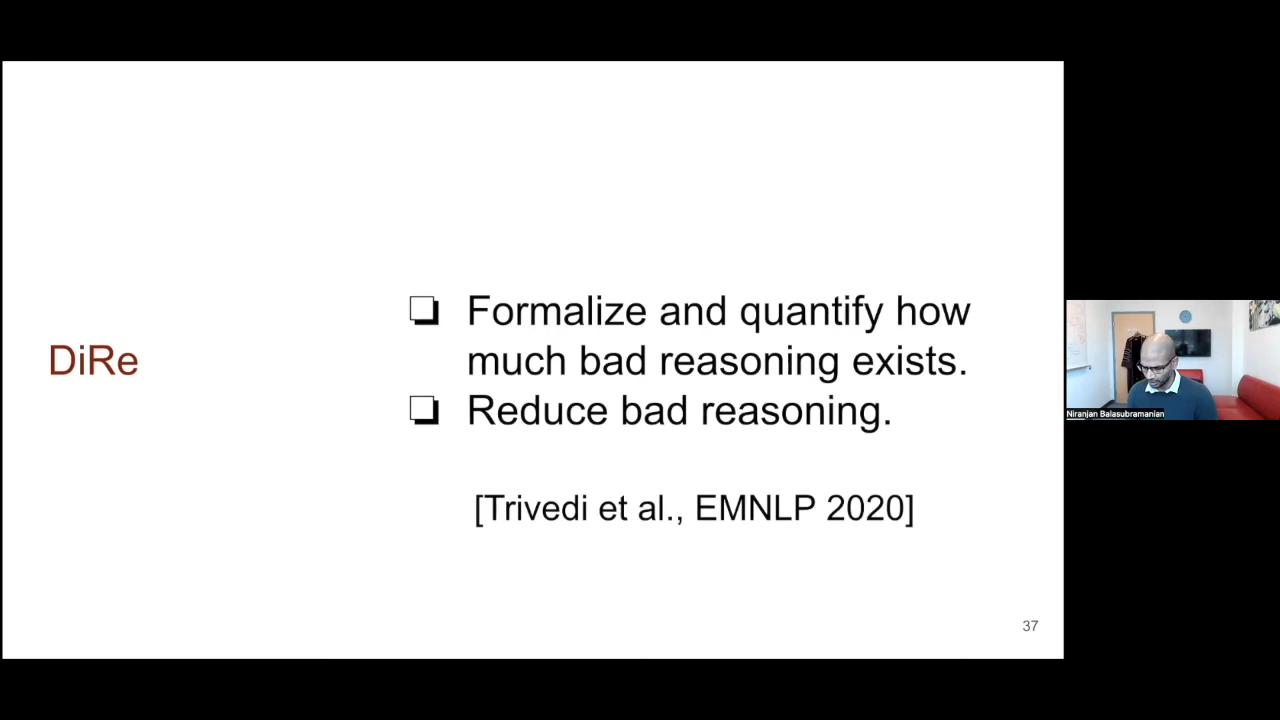 DiRe
❏ Formalize and quantify how
much bad reasoning exists.
❏ Reduce bad reasoning.
[Trivedi et al., EMNLP 2020]
37
Niranjan Balasubramanian